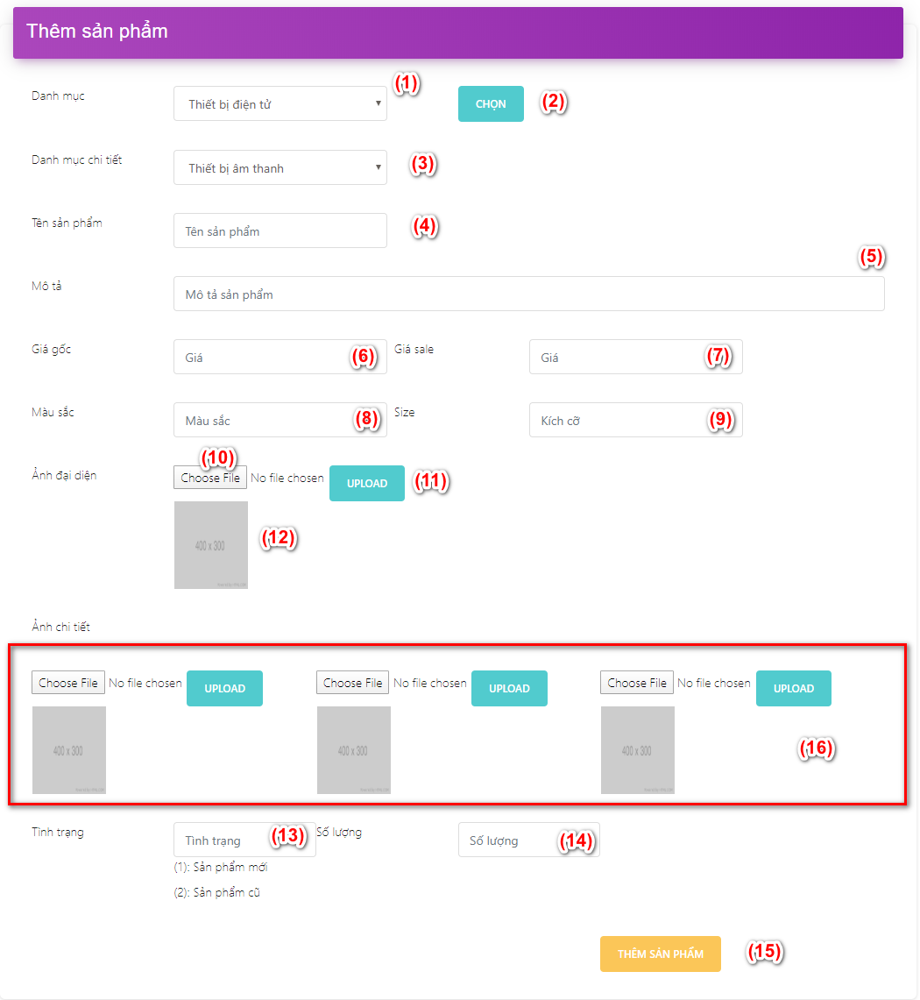 Thêm sản phẩm
(1)
Danh mục Thiết bị điện tử CHỌN (2)
Danh mục chi tiết Thiết bị âm thanh (3)
Tên sản phẩm Tên sản phẩm (4)
(5)
Mô tả Mô tả sản phẩm
Giá gốc Giá (6) Giá sale Giá (7)
Màu sắc Màu sắc (8) Size Kích cỡ (9)
(10)
Ảnh đại diện Choose File No file chosen UPLOAD (11)
400 x 300 (12)
Ảnh chi tiết
Choose File No file chosen UPLOAD Choose File No file chosen UPLOAD Choose File No file chosen UPLOAD
400 x 300 400 x 300 400 x 300 (16)
Tình trạng Tình trạng (13) Số lượng Số lượng (14)
(1): Sản phẩm mới
(2): Sản phẩm cũ
THÊM SẢN PHẨM (15)